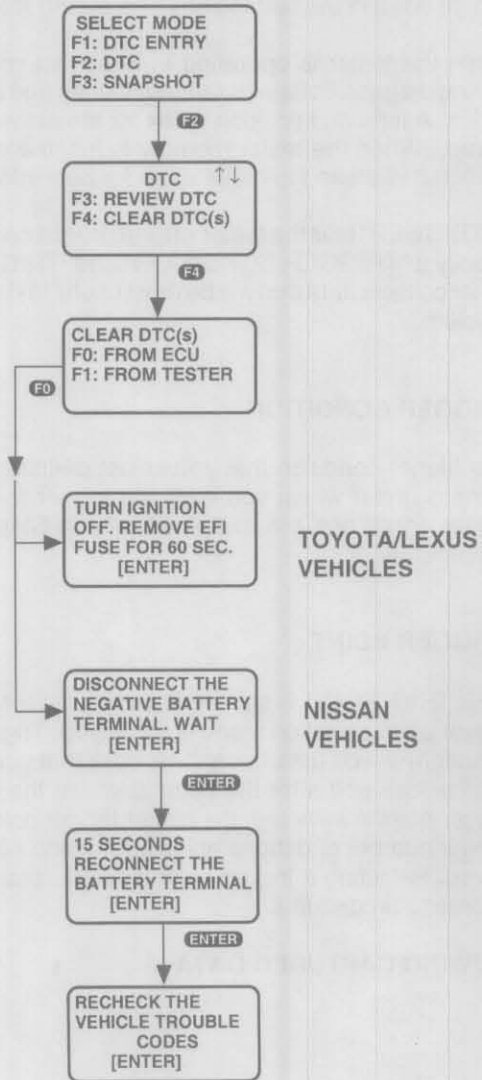 SELECT MODE
F1: DTC ENTRY
F2: DTC
F3: SNAPSHOT
F2
DTC ↑↓
F3: REVIEW DTC
F4: CLEAR DTC(s)
F4
CLEAR DTC(s)
F0: FROM ECU
F1: FROM TESTER
F0
TURN IGNITION
OFF. REMOVE EFI
FUSE FOR 60 SEC.
[ENTER]
TOYOTA/LEXUS
VEHICLES
DISCONNECT THE
NEGATIVE BATTERY
TERMINAL. WAIT
[ENTER]
NISSAN
VEHICLES
ENTER
15 SECONDS
RECONNECT THE
BATTERY TERMINAL
[ENTER]
ENTER
RECHECK THE
VEHICLE TROUBLE
CODES
[ENTER]